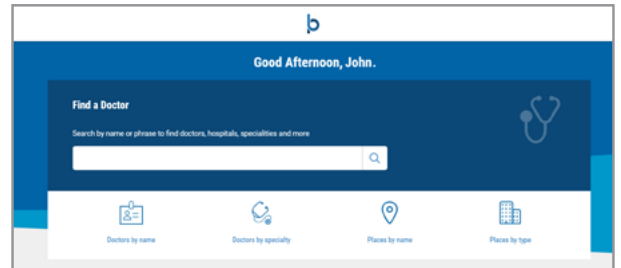 b
Good Afternoon, John.
Find a Doctor
Search by name or phrase to find doctors, hospitals, specialities and more
Doctors by name
Doctors by specialty
Places by name
Places by type